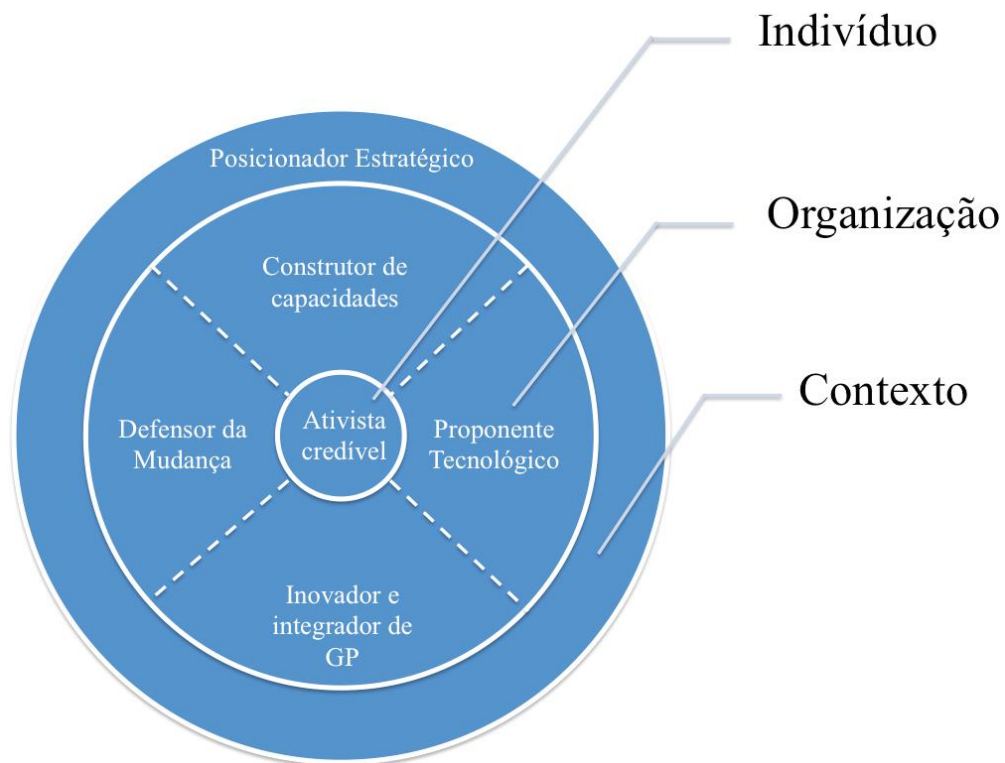 Indivíduo
Posicionador Estratégico
Organização
Construtor de
capacidades
Contexto
Defensor da
Mudança
Ativista
credível
Proponente
Tecnológico
Inovador e
integrador de
GP